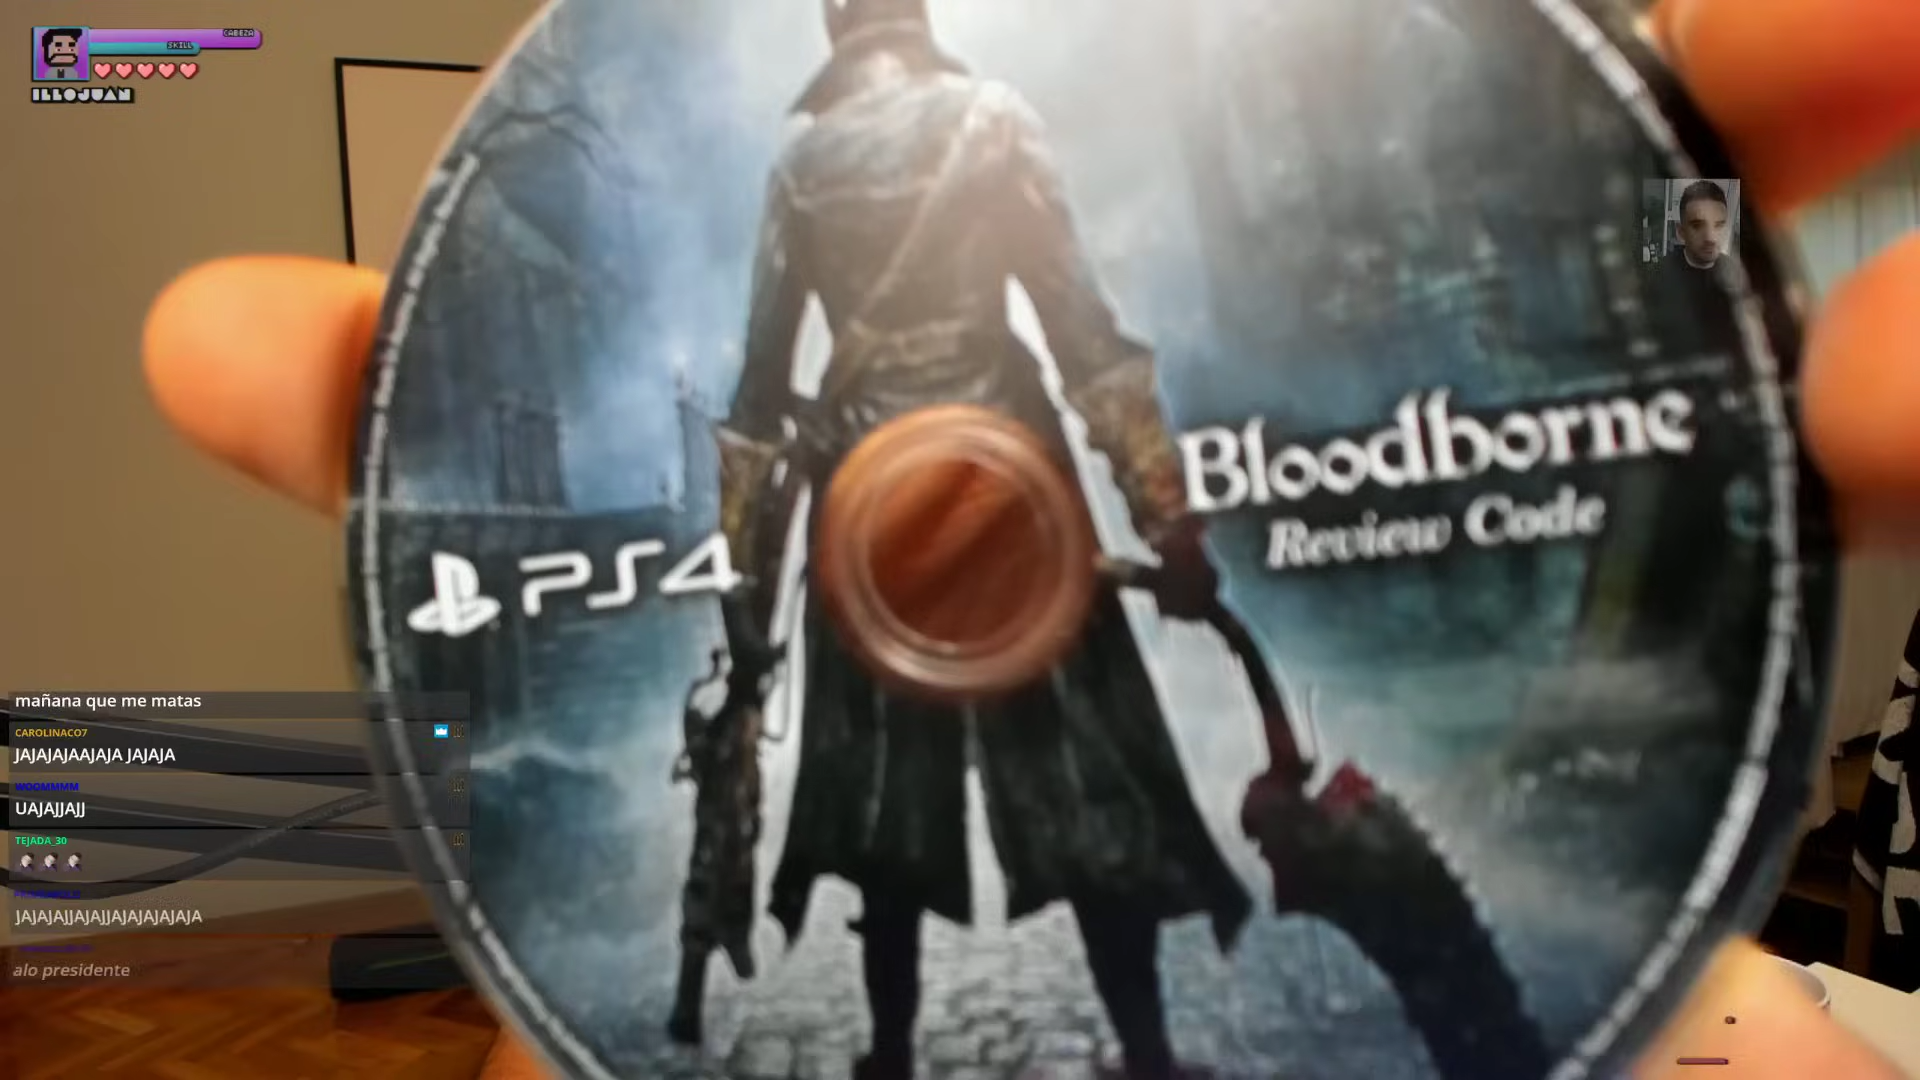 CABEZA
SKILL
ILLOJUAN
PS4
Bloodborne
Review Code
mañana que me matas
CAROLINACO7
JAJAJAJAAJAJA JAJAJA
WOOMMMM
UAJAJJAJJ
TEJADA_30
JAJAJAJJAJAJJAJAJAJAJAJA
alo presidente